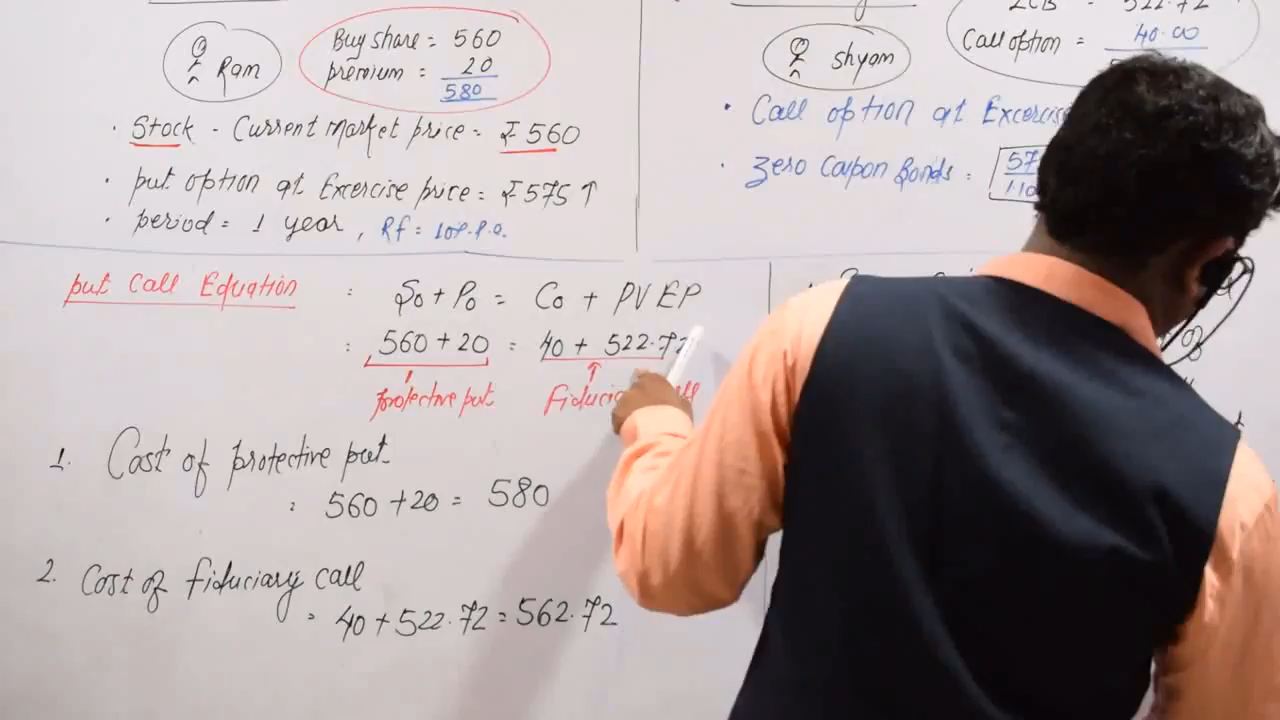 Buy share = 560
premium = 20
580
Ram
Stock - Current Market price = ₹ 560
put option at Exercise price = ₹ 575 ↑
period = 1 year , Rf = 10%.P.a.
ZCB = 522.72
Call option = 40.00
Shyam
Call option at Excercise
Zero Coupon Bonds = 57
1.10
put Call Equation : S₀ + P₀ = C₀ + PV EP
: 560 + 20 = 40 + 522.72
protective put
1. Cost of protective put
: 560 + 20 = 580
2. Cost of fiduciary call
= 40 + 522.72 = 562.72